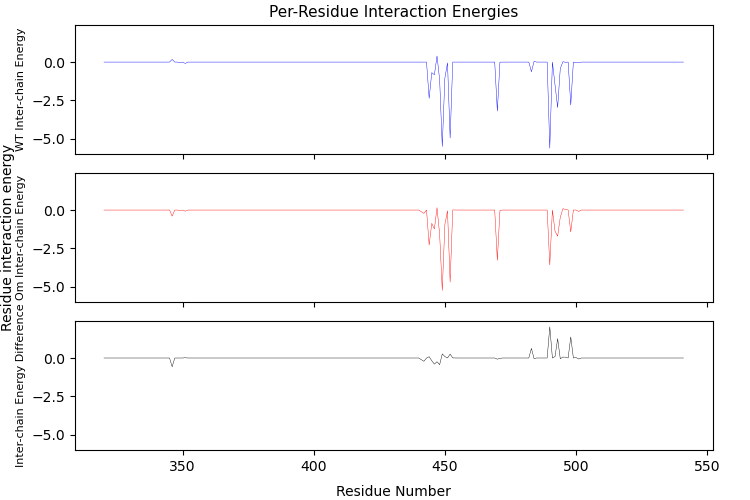 Per-Residue Interaction Energies
Residue interaction energy
WT Inter-chain Energy
0.0
−2.5
−5.0
Om Inter-chain Energy
0.0
−2.5
−5.0
Inter-chain Energy Difference
0.0
−2.5
−5.0
350 400 450 500 550
Residue Number